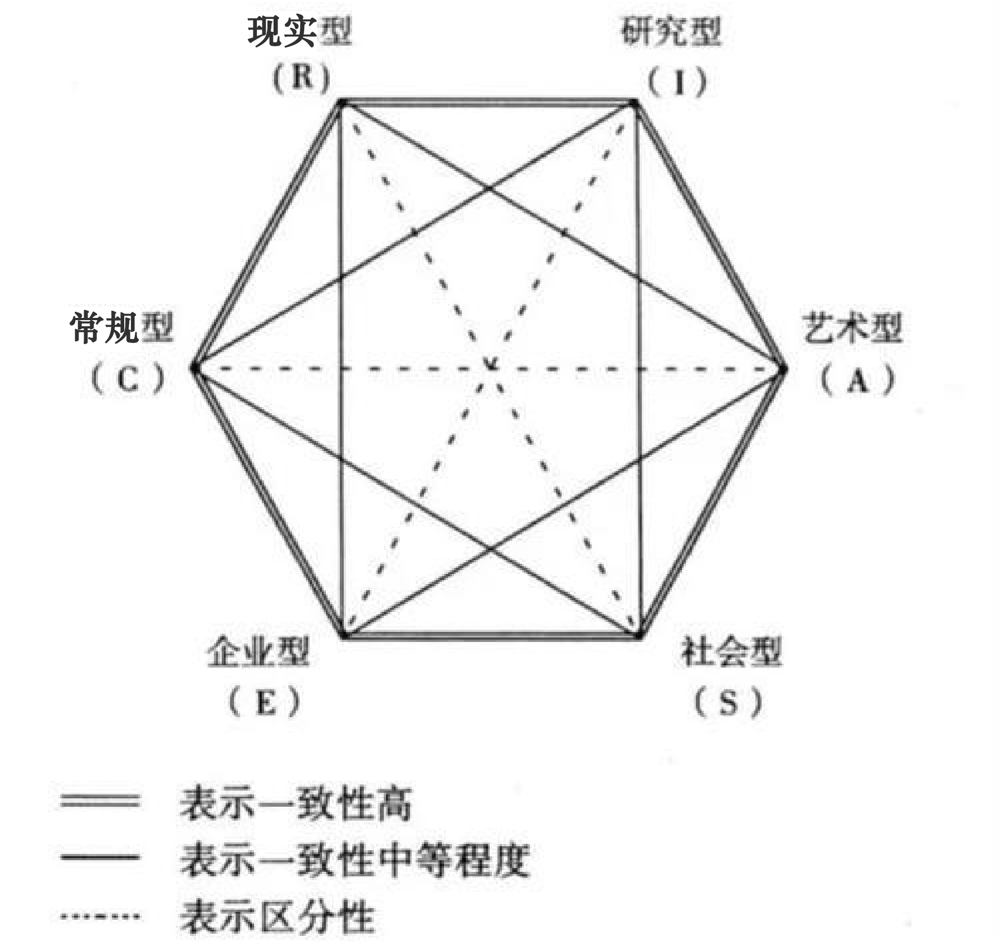 现实型
(R)
研究型
(I)
常规型
(C)
艺术型
(A)
企业型
(E)
社会型
(S)
表示一致性高
表示一致性中等程度
表示区分性